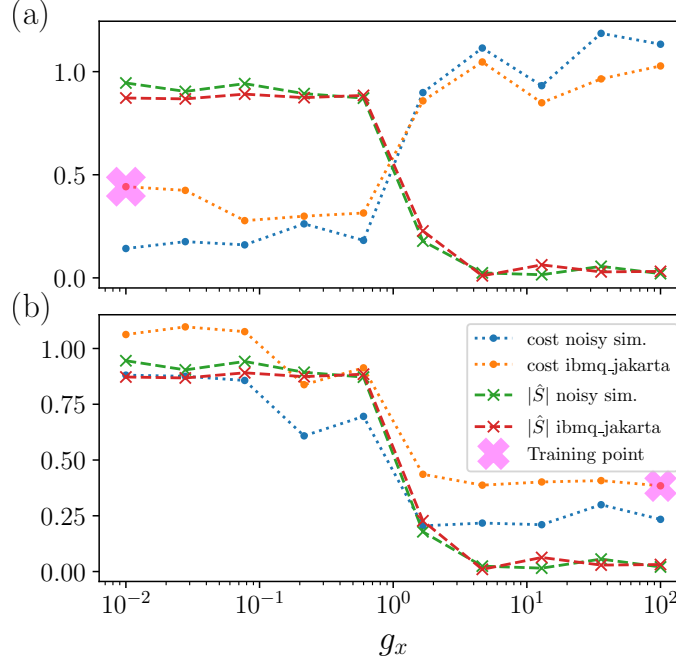 (a)
1.0
0.5
0.0
(b)
1.00
0.75
0.50
0.25
0.00
cost noisy sim.
cost ibmq_jakarta
|Ŝ| noisy sim.
|Ŝ| ibmq_jakarta
Training point
10⁻² 10⁻¹ 10⁰ 10¹ 10²
gₓ